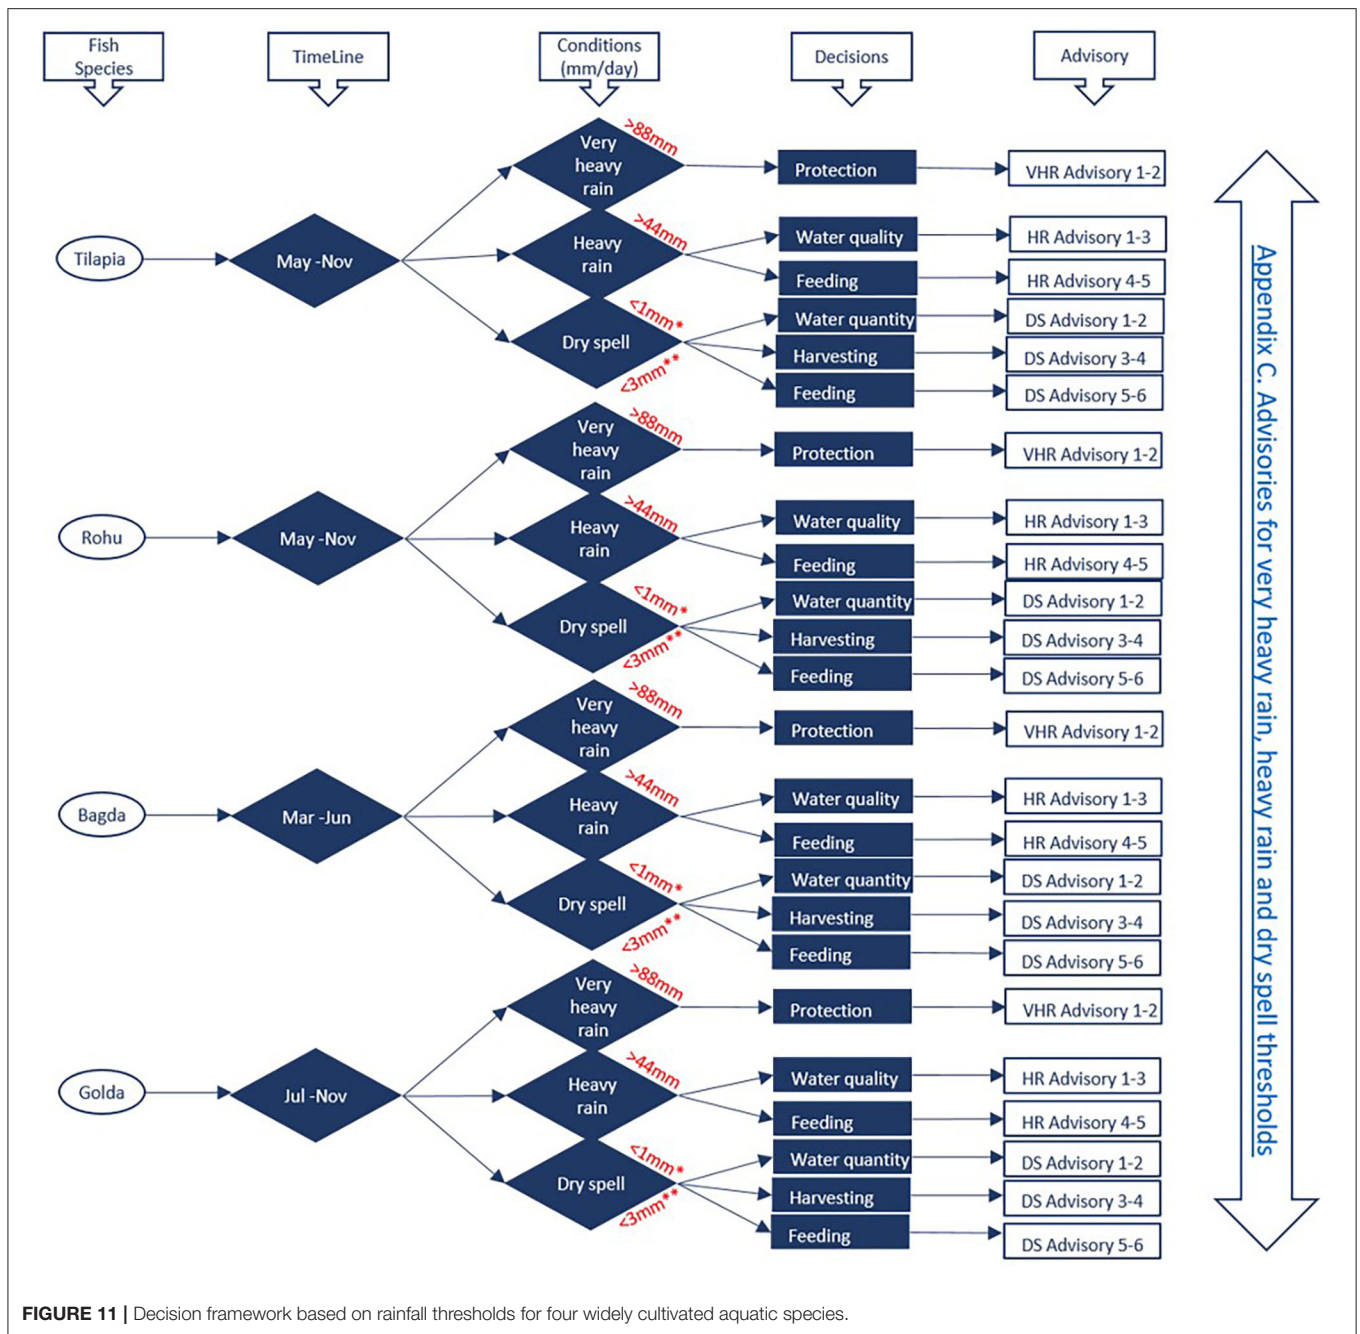 Fish
Species
TimeLine
Conditions
(mm/day)
Decisions
Advisory
Tilapia
May -Nov
Very
heavy
rain
>88mm
Protection
VHR Advisory 1-2
Heavy
rain
>44mm
Water quality
HR Advisory 1-3
Feeding
HR Advisory 4-5
Dry spell
<1mm*
<3mm**
Water quantity
DS Advisory 1-2
Harvesting
DS Advisory 3-4
Feeding
DS Advisory 5-6
Rohu
May -Nov
Very
heavy
rain
>88mm
Protection
VHR Advisory 1-2
Heavy
rain
>44mm
Water quality
HR Advisory 1-3
Feeding
HR Advisory 4-5
Dry spell
<1mm*
<3mm**
Water quantity
DS Advisory 1-2
Harvesting
DS Advisory 3-4
Feeding
DS Advisory 5-6
Bagda
Mar -Jun
Very
heavy
rain
>88mm
Protection
VHR Advisory 1-2
Heavy
rain
>44mm
Water quality
HR Advisory 1-3
Feeding
HR Advisory 4-5
Dry spell
<1mm*
<3mm**
Water quantity
DS Advisory 1-2
Harvesting
DS Advisory 3-4
Feeding
DS Advisory 5-6
Golda
Jul -Nov
Very
heavy
rain
>88mm
Protection
VHR Advisory 1-2
Heavy
rain
>44mm
Water quality
HR Advisory 1-3
Feeding
HR Advisory 4-5
Dry spell
<1mm*
<3mm**
Water quantity
DS Advisory 1-2
Harvesting
DS Advisory 3-4
Feeding
DS Advisory 5-6
Appendix C. Advisories for very heavy rain, heavy rain and dry spell thresholds
FIGURE 11 | Decision framework based on rainfall thresholds for four widely cultivated aquatic species.